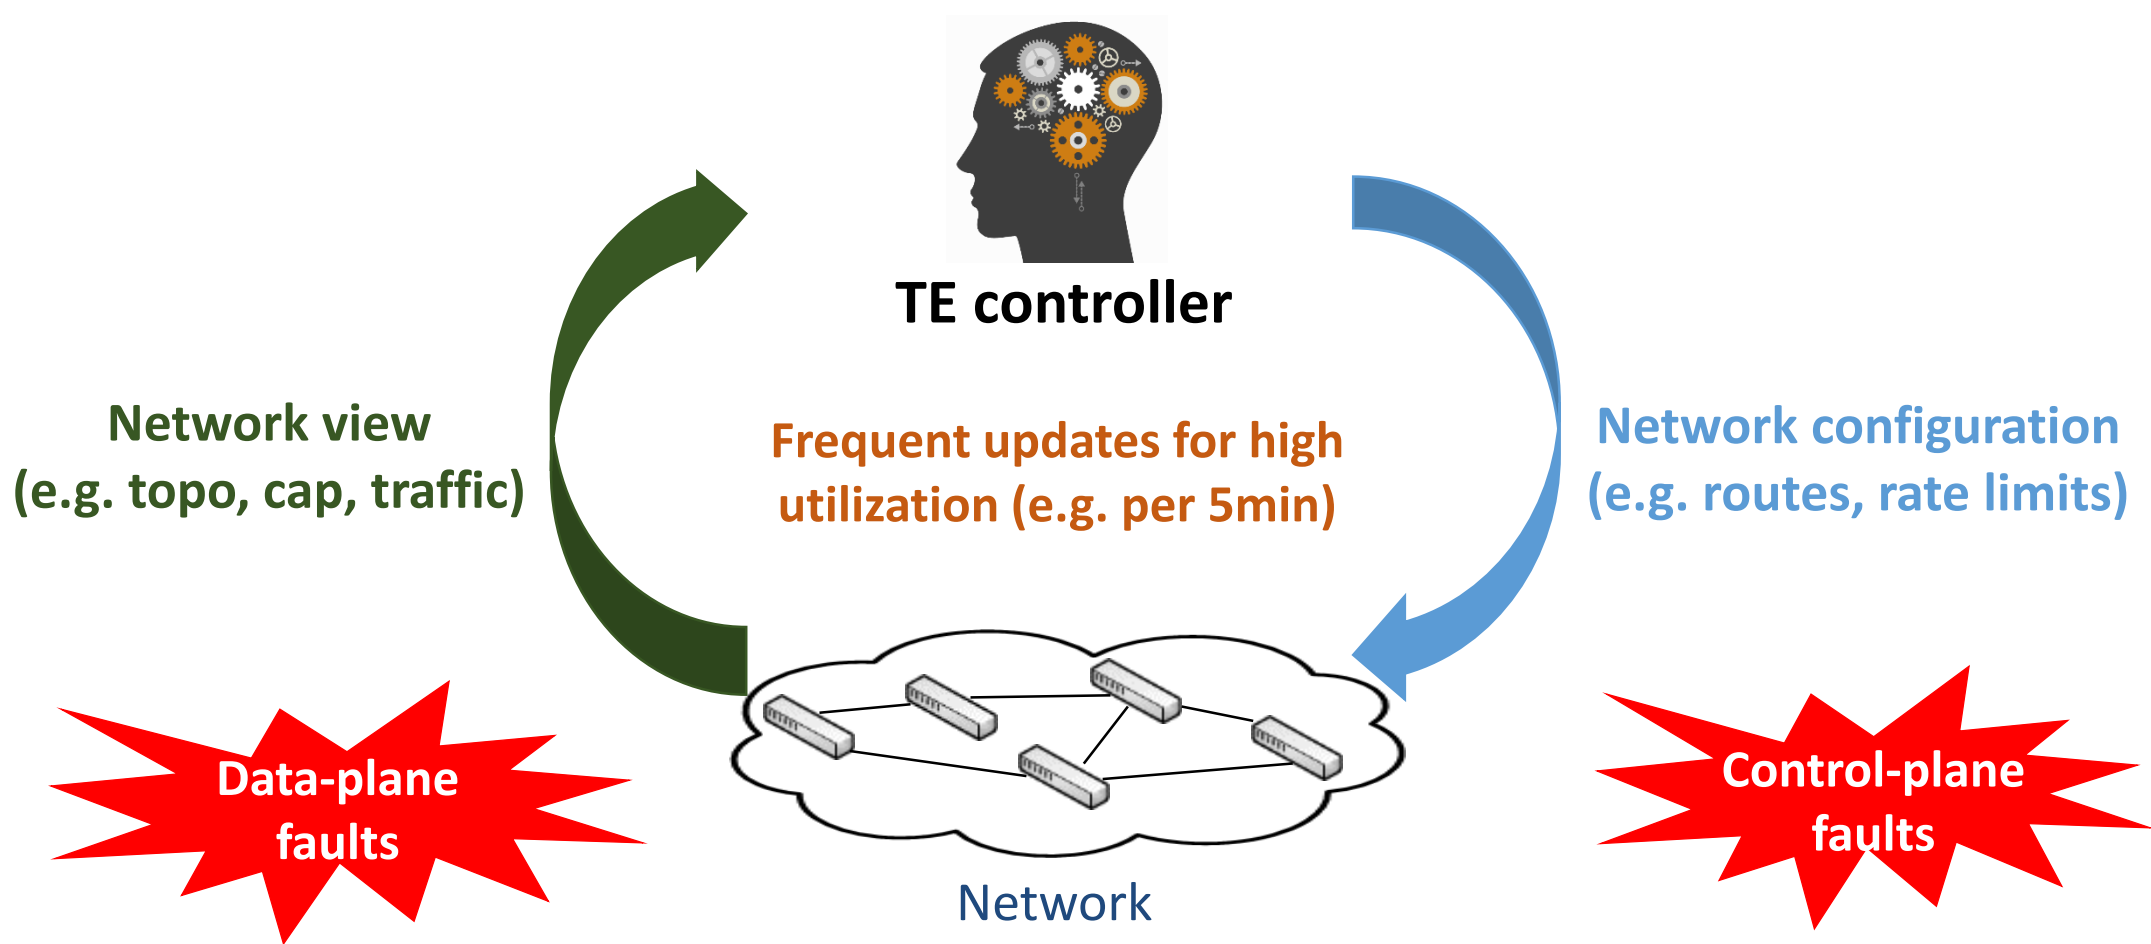 TE controller
Network view
(e.g. topo, cap, traffic)
Frequent updates for high
utilization (e.g. per 5min)
Network configuration
(e.g. routes, rate limits)
Data-plane
faults
Control-plane
faults
Network